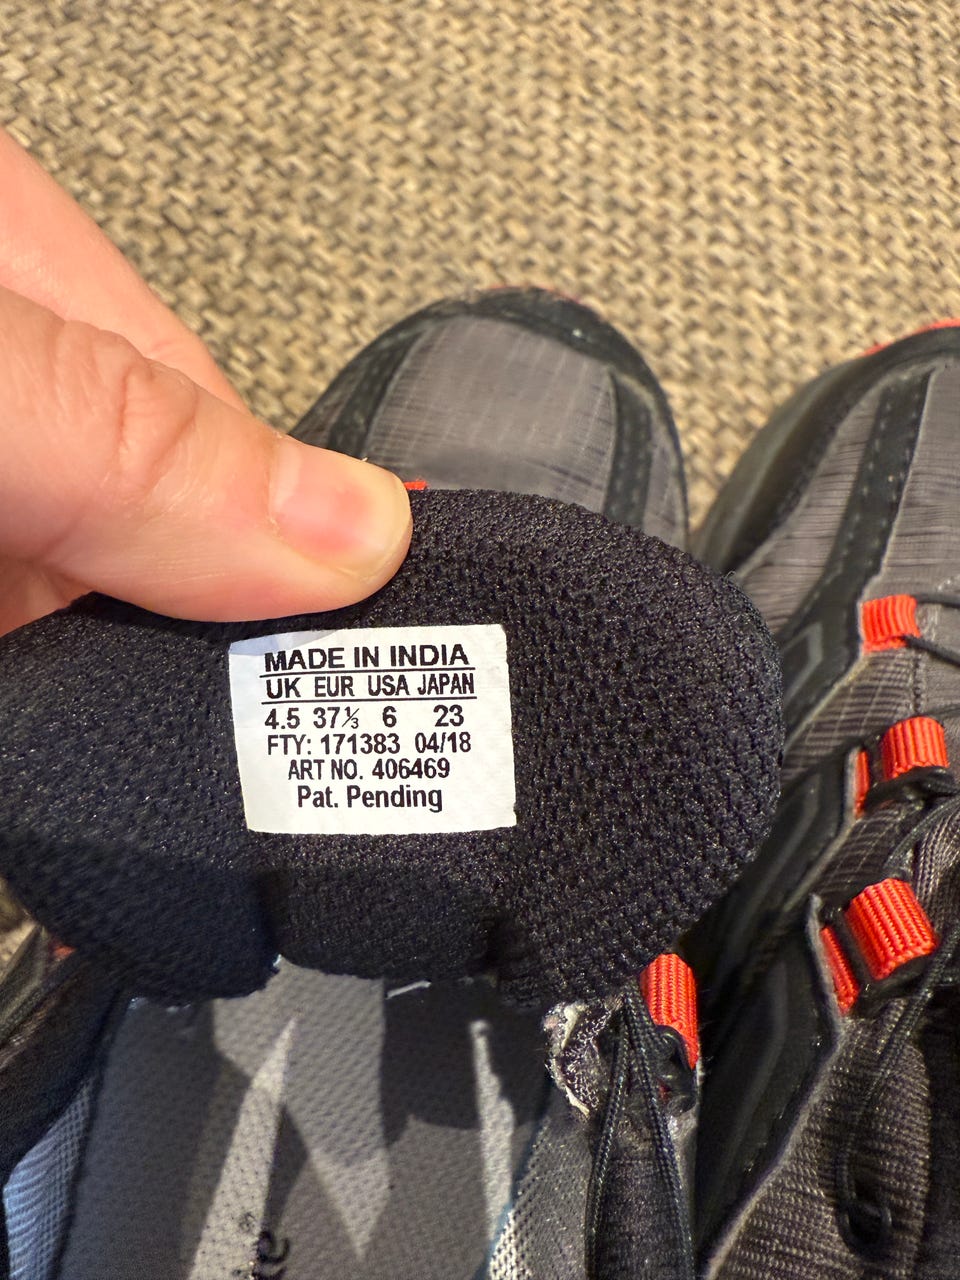 MADE IN INDIA
UK EUR USA JAPAN
4.5 37⅓ 6 23
FTY: 171383 04/18
ART NO. 406469
Pat. Pending